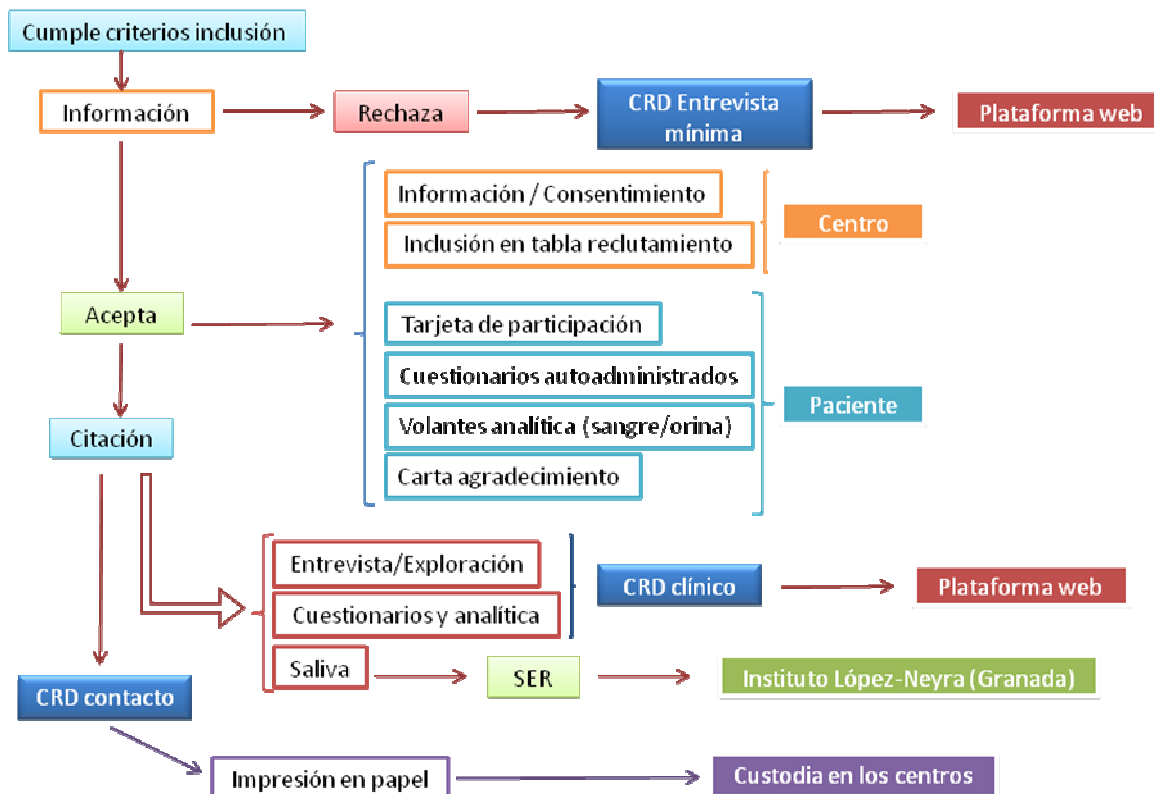 Cumple criterios inclusión
Información
Rechaza
CRD Entrevista
mínima
Plataforma web
Información / Consentimiento
Inclusión en tabla reclutamiento
Centro
Acepta
Tarjeta de participación
Cuestionarios autoadministrados
Volantes analítica (sangre/orina)
Carta agradecimiento
Paciente
Citación
Entrevista/Exploración
Cuestionarios y analítica
Saliva
CRD clínico
Plataforma web
SER
Instituto López-Neyra (Granada)
CRD contacto
Impresión en papel
Custodia en los centros